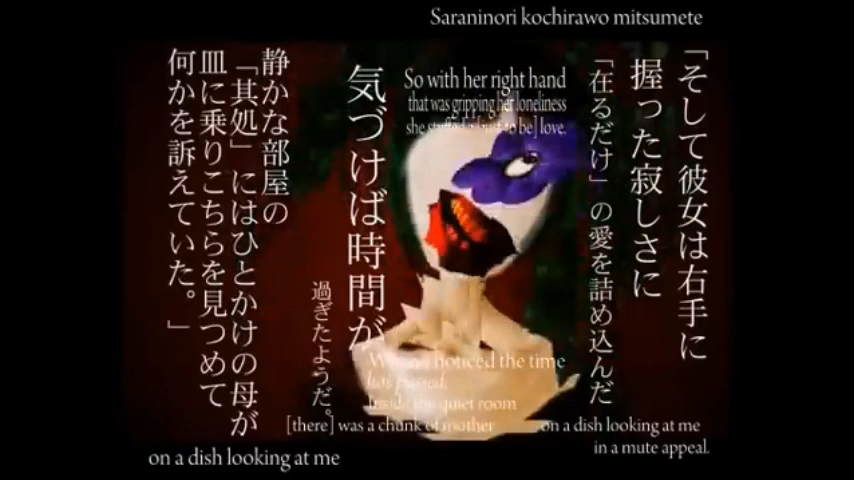 Saraninori kochirawo mitsumete
「そして彼女は右手に
握った寂しさに
「在るだけ」の愛を詰め込んだ
気づけば時間が
過ぎたようだ。
静かな部屋の
「其処」にはひとかけの母が
皿に乗りこちらを見つめて
何かを訴えていた。」
So with her right hand
that was gripping her loneliness
she to be] love.
noticed the time
has passed.
Inside the quiet room
[there] was a chunk of mother
on a dish looking at me
in a mute appeal.
on a dish looking at me